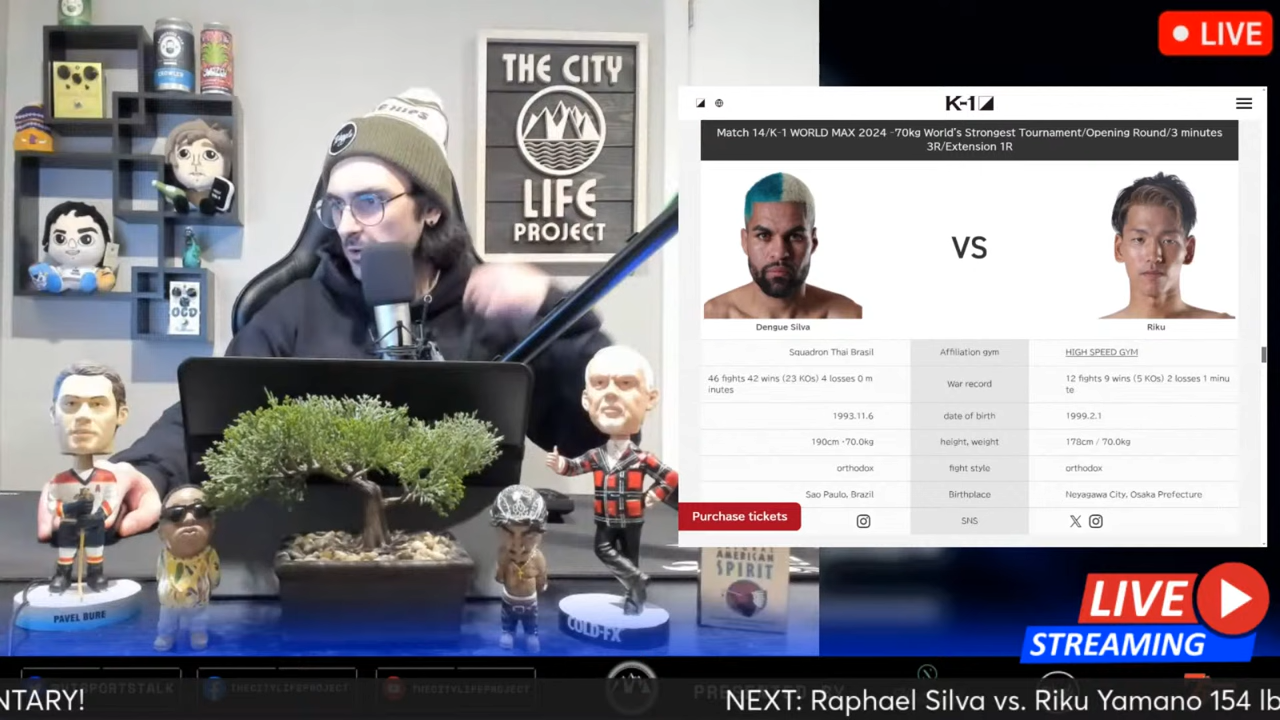 LIVE
THE CITY
LIFE
PROJECT
OCD
PAVEL BURE
COLD-FX
AMERICAN
SPIRIT
K-1
Match 14/K-1 WORLD MAX 2024 -70kg World's Strongest Tournament/Opening Round/3 minutes
3R/Extension 1R
VS
Dengue Silva
Riku
Squadron Thai Brasil
Affiliation gym
HIGH SPEED GYM
46 fights 42 wins (23 KOs) 4 losses 0 m
inutes
War record
12 fights 9 wins (5 KOs) 2 losses 1 minu
te
1993.11.6
date of birth
1999.2.1
190cm -70.0kg
height, weight
178cm / 70.0kg
orthodox
fight style
orthodox
Sao Paulo, Brazil
Birthplace
Neyagawa City, Osaka Prefecture
Purchase tickets
SNS
LIVE
STREAMING
THECITYLIFEPROJECT
THECITYLIFEPROJECT
NTARY!
NEXT: Raphael Silva vs. Riku Yamano 154 lb